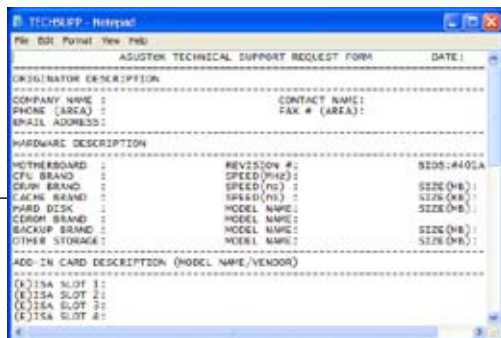 TECHSUPP - Notepad
File Edit Format View Help
ASUSTeK TECHNICAL SUPPORT REQUEST FORM DATE:
ORIGINATOR DESCRIPTION
COMPANY NAME : CONTACT NAME:
PHONE (AREA) : FAX # (AREA):
EMAIL ADDRESS:
HARDWARE DESCRIPTION
MOTHERBOARD : REVISION #: BIOS:#401A
CPU BRAND : SPEED(MHz):
DRAM BRAND : SPEED(ns) : SIZE(MB):
CACHE BRAND : SPEED(ns) : SIZE(KB):
HARD DISK : MODEL NAME: SIZE(MB):
CDROM BRAND : MODEL NAME:
BACKUP BRAND : MODEL NAME: SIZE(MB):
OTHER STORAGE: MODEL NAME: SIZE(MB):
ADD-IN CARD DESCRIPTION (MODEL NAME/VENDOR)
(E)ISA SLOT 1:
(E)ISA SLOT 2:
(E)ISA SLOT 3:
(E)ISA SLOT 4: